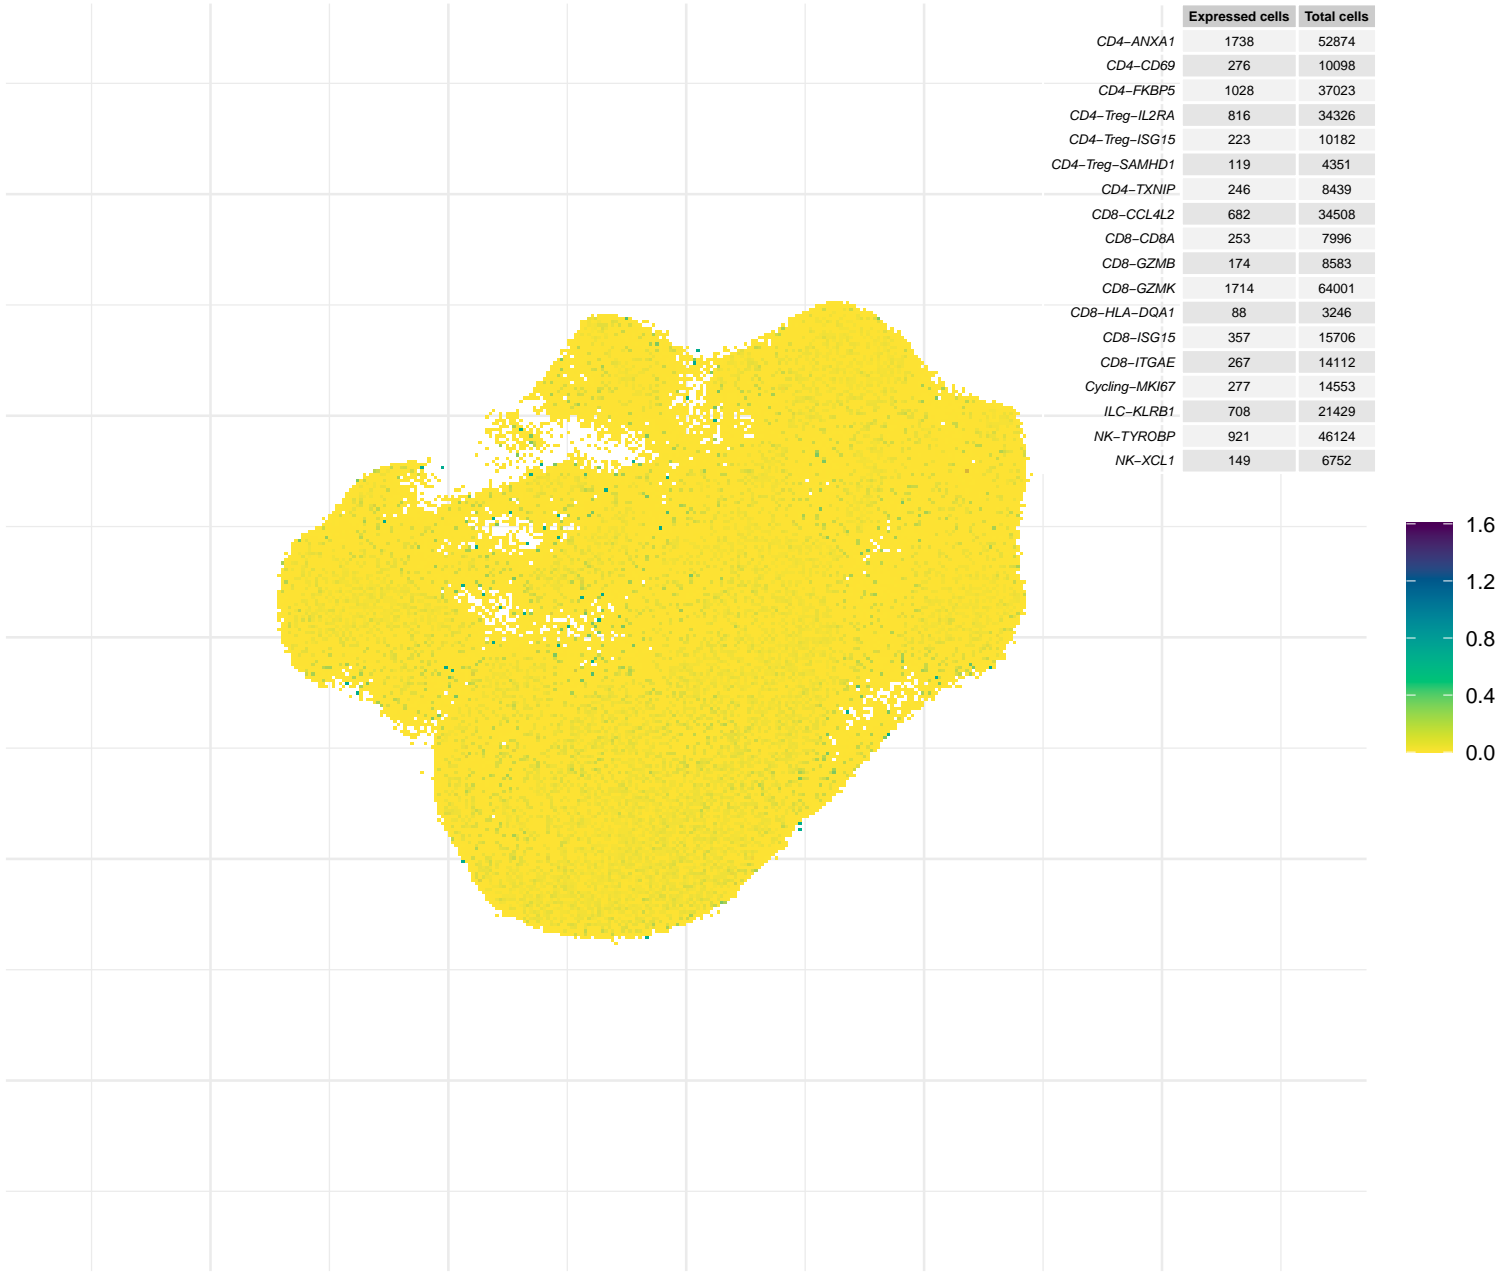 Expressed cells Total cells
CD4−ANXA1 1738 52874
CD4−CD69 276 10098
CD4−FKBP5 1028 37023
CD4−Treg−IL2RA 816 34326
CD4−Treg−ISG15 223 10182
CD4−Treg−SAMHD1 119 4351
CD4−TXNIP 246 8439
CD8−CCL4L2 682 34508
CD8−CD8A 253 7996
CD8−GZMB 174 8583
CD8−GZMK 1714 64001
CD8−HLA−DQA1 88 3246
CD8−ISG15 357 15706
CD8−ITGAE 267 14112
Cycling−MKI67 277 14553
ILC−KLRB1 708 21429
NK−TYROBP 921 46124
NK−XCL1 149 6752
1.6
1.2
0.8
0.4
0.0